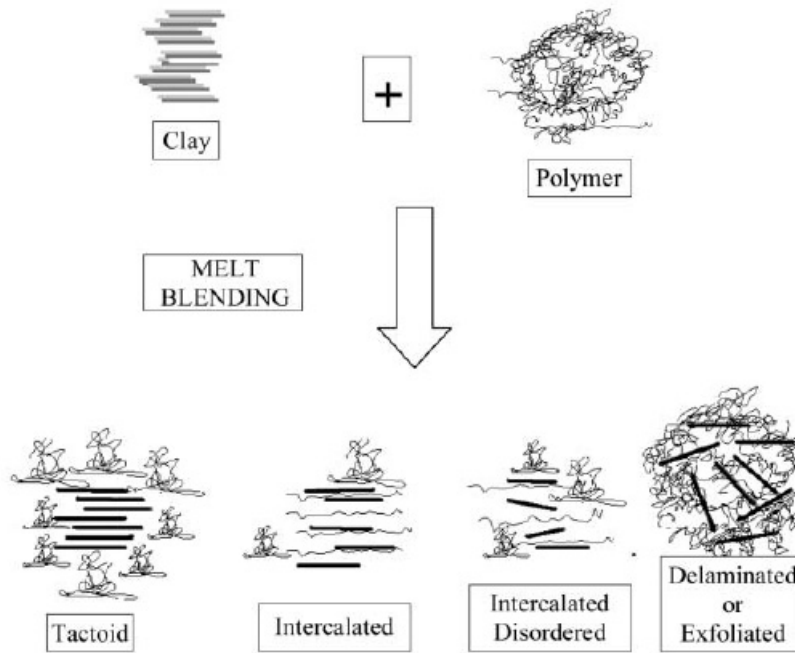 Clay
+
Polymer
MELT
BLENDING
Tactoid
Intercalated
Intercalated
Disordered
Delaminated
or
Exfoliated